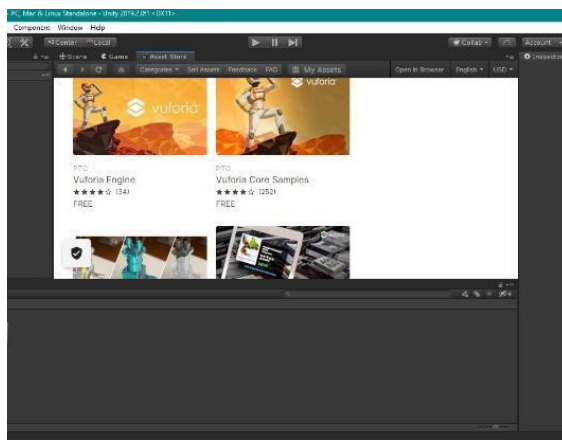 PC, Mac & Linux Standalone - Unity 2019.2.0f1 <DX11>
Component Window Help
Center Local Collab Account
Scene Game Asset Store Inspector
Categories Sell Assets Feedback FAQ My Assets Open in Browser English USD
vuforia vuforia
PTC PTC
Vuforia Engine Vuforia Core Samples
★★★★☆ (54) ★★★★☆ (252)
FREE FREE